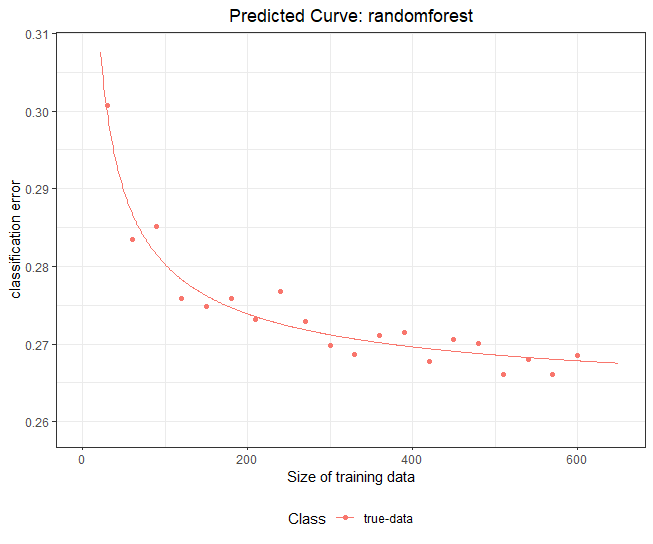 Predicted Curve: randomforest
0.31
0.30
0.29
0.28
0.27
0.26
classification error
0
200
400
600
Size of training data
Class
true-data